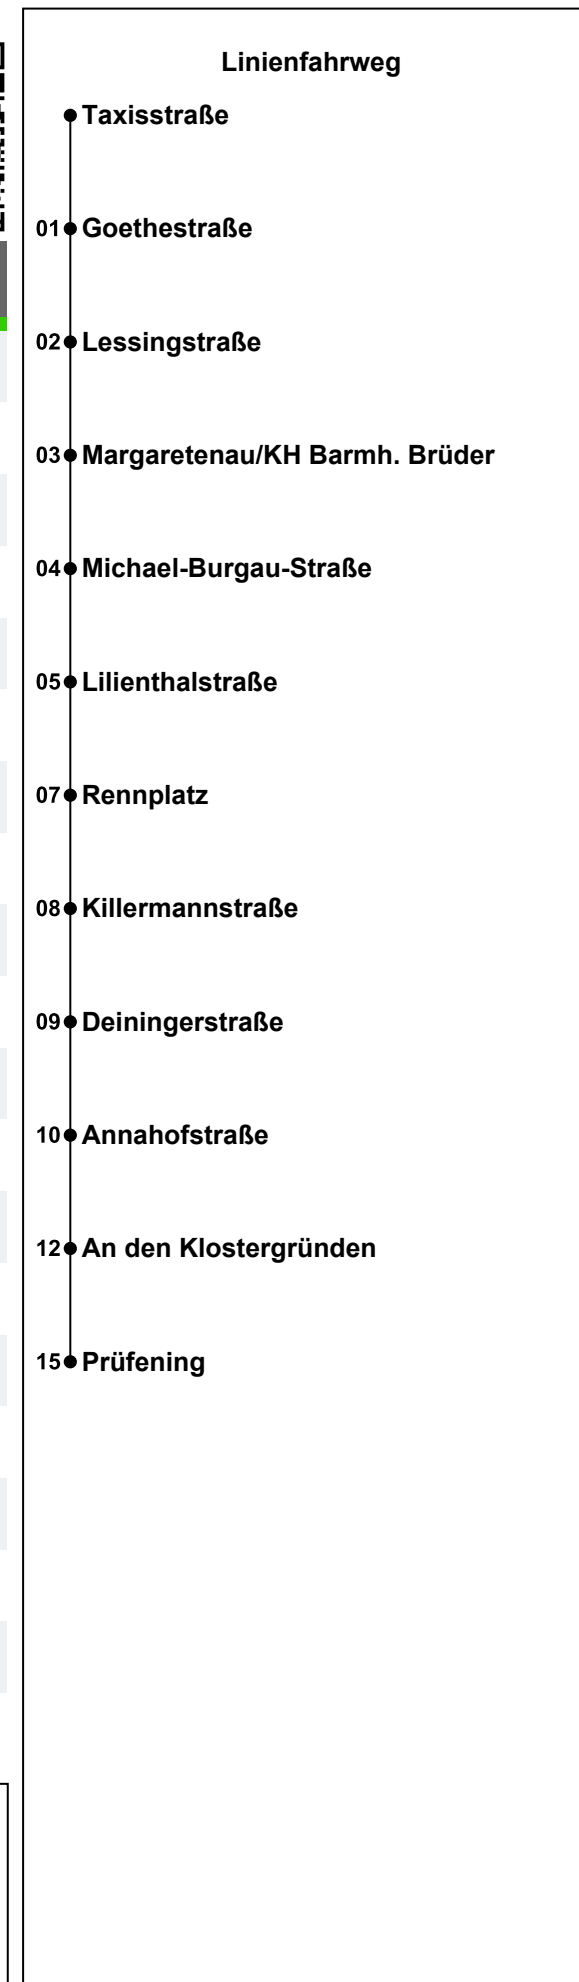 Linienfahrweg
Taxisstraße
01 Goethestraße
02 Lessingstraße
03 Margaretenau/KH Barmh. Brüder
04 Michael-Burgau-Straße
05 Lilienthalstraße
07 Rennplatz
08 Killermannstraße
09 Deiningerstraße
10 Annahofstraße
12 An den Klostergründen
15 Prüfening